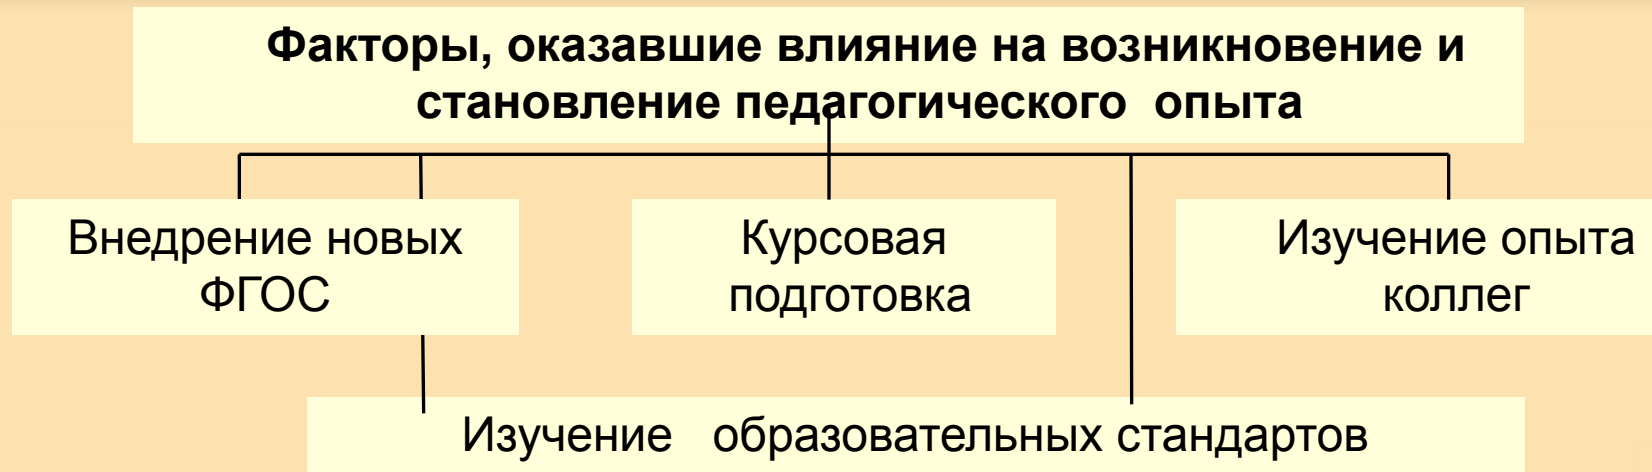 Факторы, оказавшие влияние на возникновение и
становление педагогического опыта
Внедрение новых
ФГОС
Курсовая
подготовка
Изучение опыта
коллег
Изучение образовательных стандартов